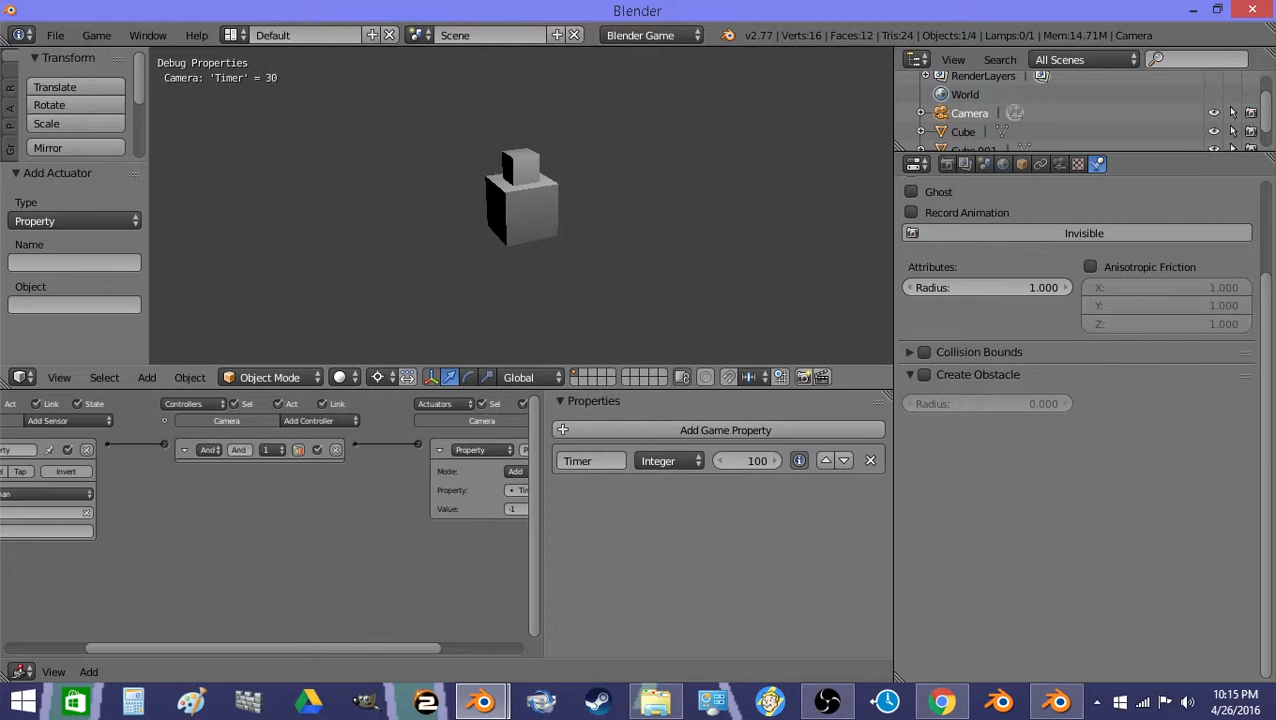 Blender
File Game Window Help Default Scene Blender Game v2.77 | Verts:16 | Faces:12 | Tris:24 | Objects:1/4 | Lamps:0/1 | Mem:14.71M | Camera
Transform
Translate
Rotate
Scale
Mirror
Add Actuator
Type
Property
Name
Object
R
A
P
Gr
Debug Properties
Camera: 'Timer' = 30
View Search All Scenes
RenderLayers
World
Camera
Cube
Cube.001
Ghost
Record Animation
Invisible
Attributes: Anisotropic Friction
Radius: 1.000 X: 1.000
Y: 1.000
Z: 1.000
Collision Bounds
Create Obstacle
Radius: 0.000
View Select Add Object Object Mode Global
Act Link State Controllers Sel Act Link Actuators Sel
Add Sensor Camera Add Controller Camera
And And 1 Property
Tap Invert Mode: Add
Property:
Value: -1
Properties
Add Game Property
Timer Integer 100
View Add
10:15 PM
4/26/2016